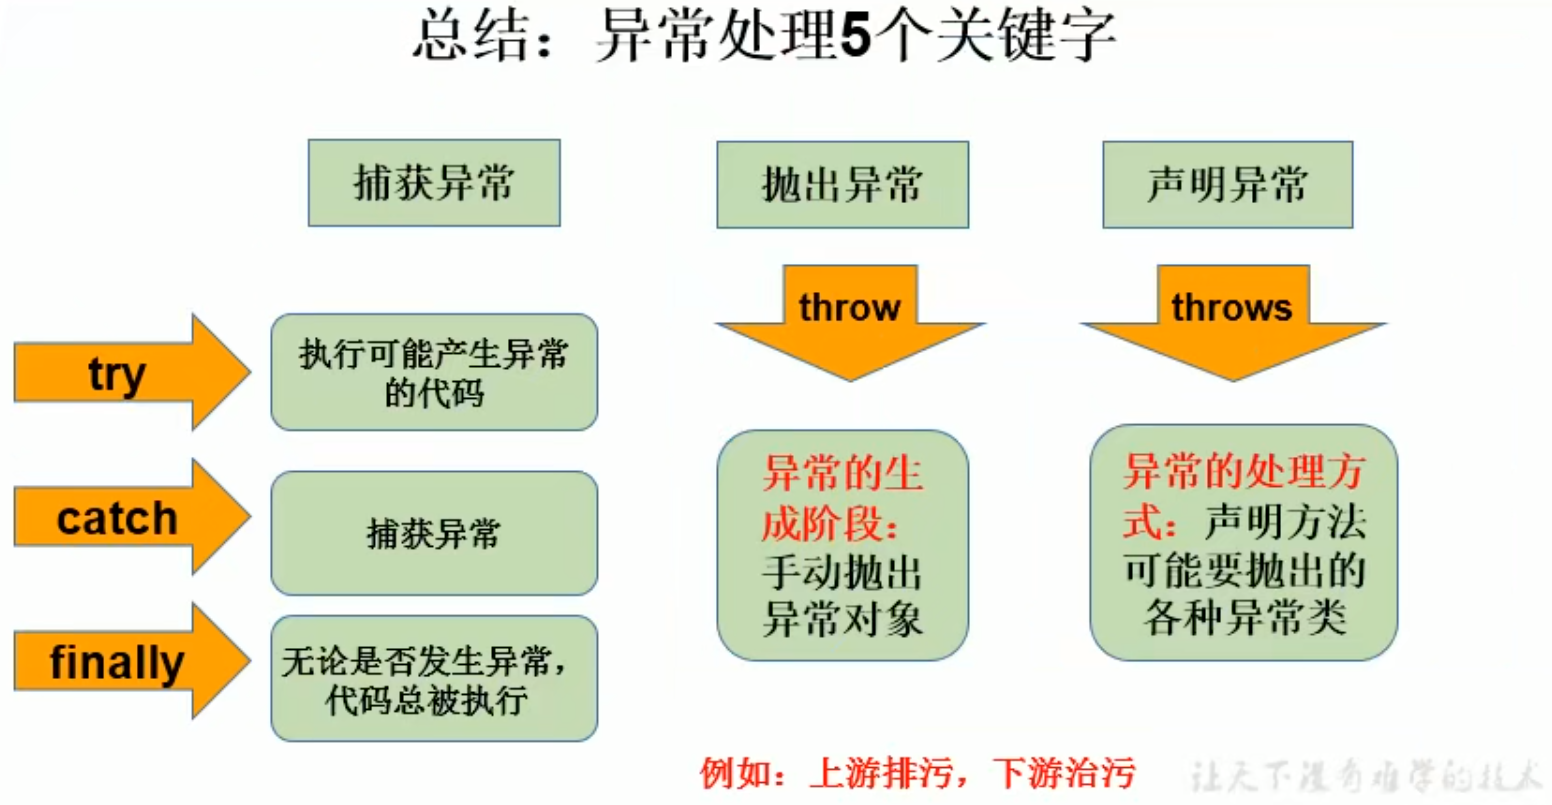 总结：异常处理5个关键字
捕获异常
抛出异常
声明异常
throw
throws
try
执行可能产生异常
的代码
catch
捕获异常
finally
无论是否发生异常，
代码总被执行
异常的生
成阶段：
手动抛出
异常对象
异常的处理方
式：声明方法
可能要抛出的
各种异常类
例如：上游排污，下游治污
让天下没有难学的技术